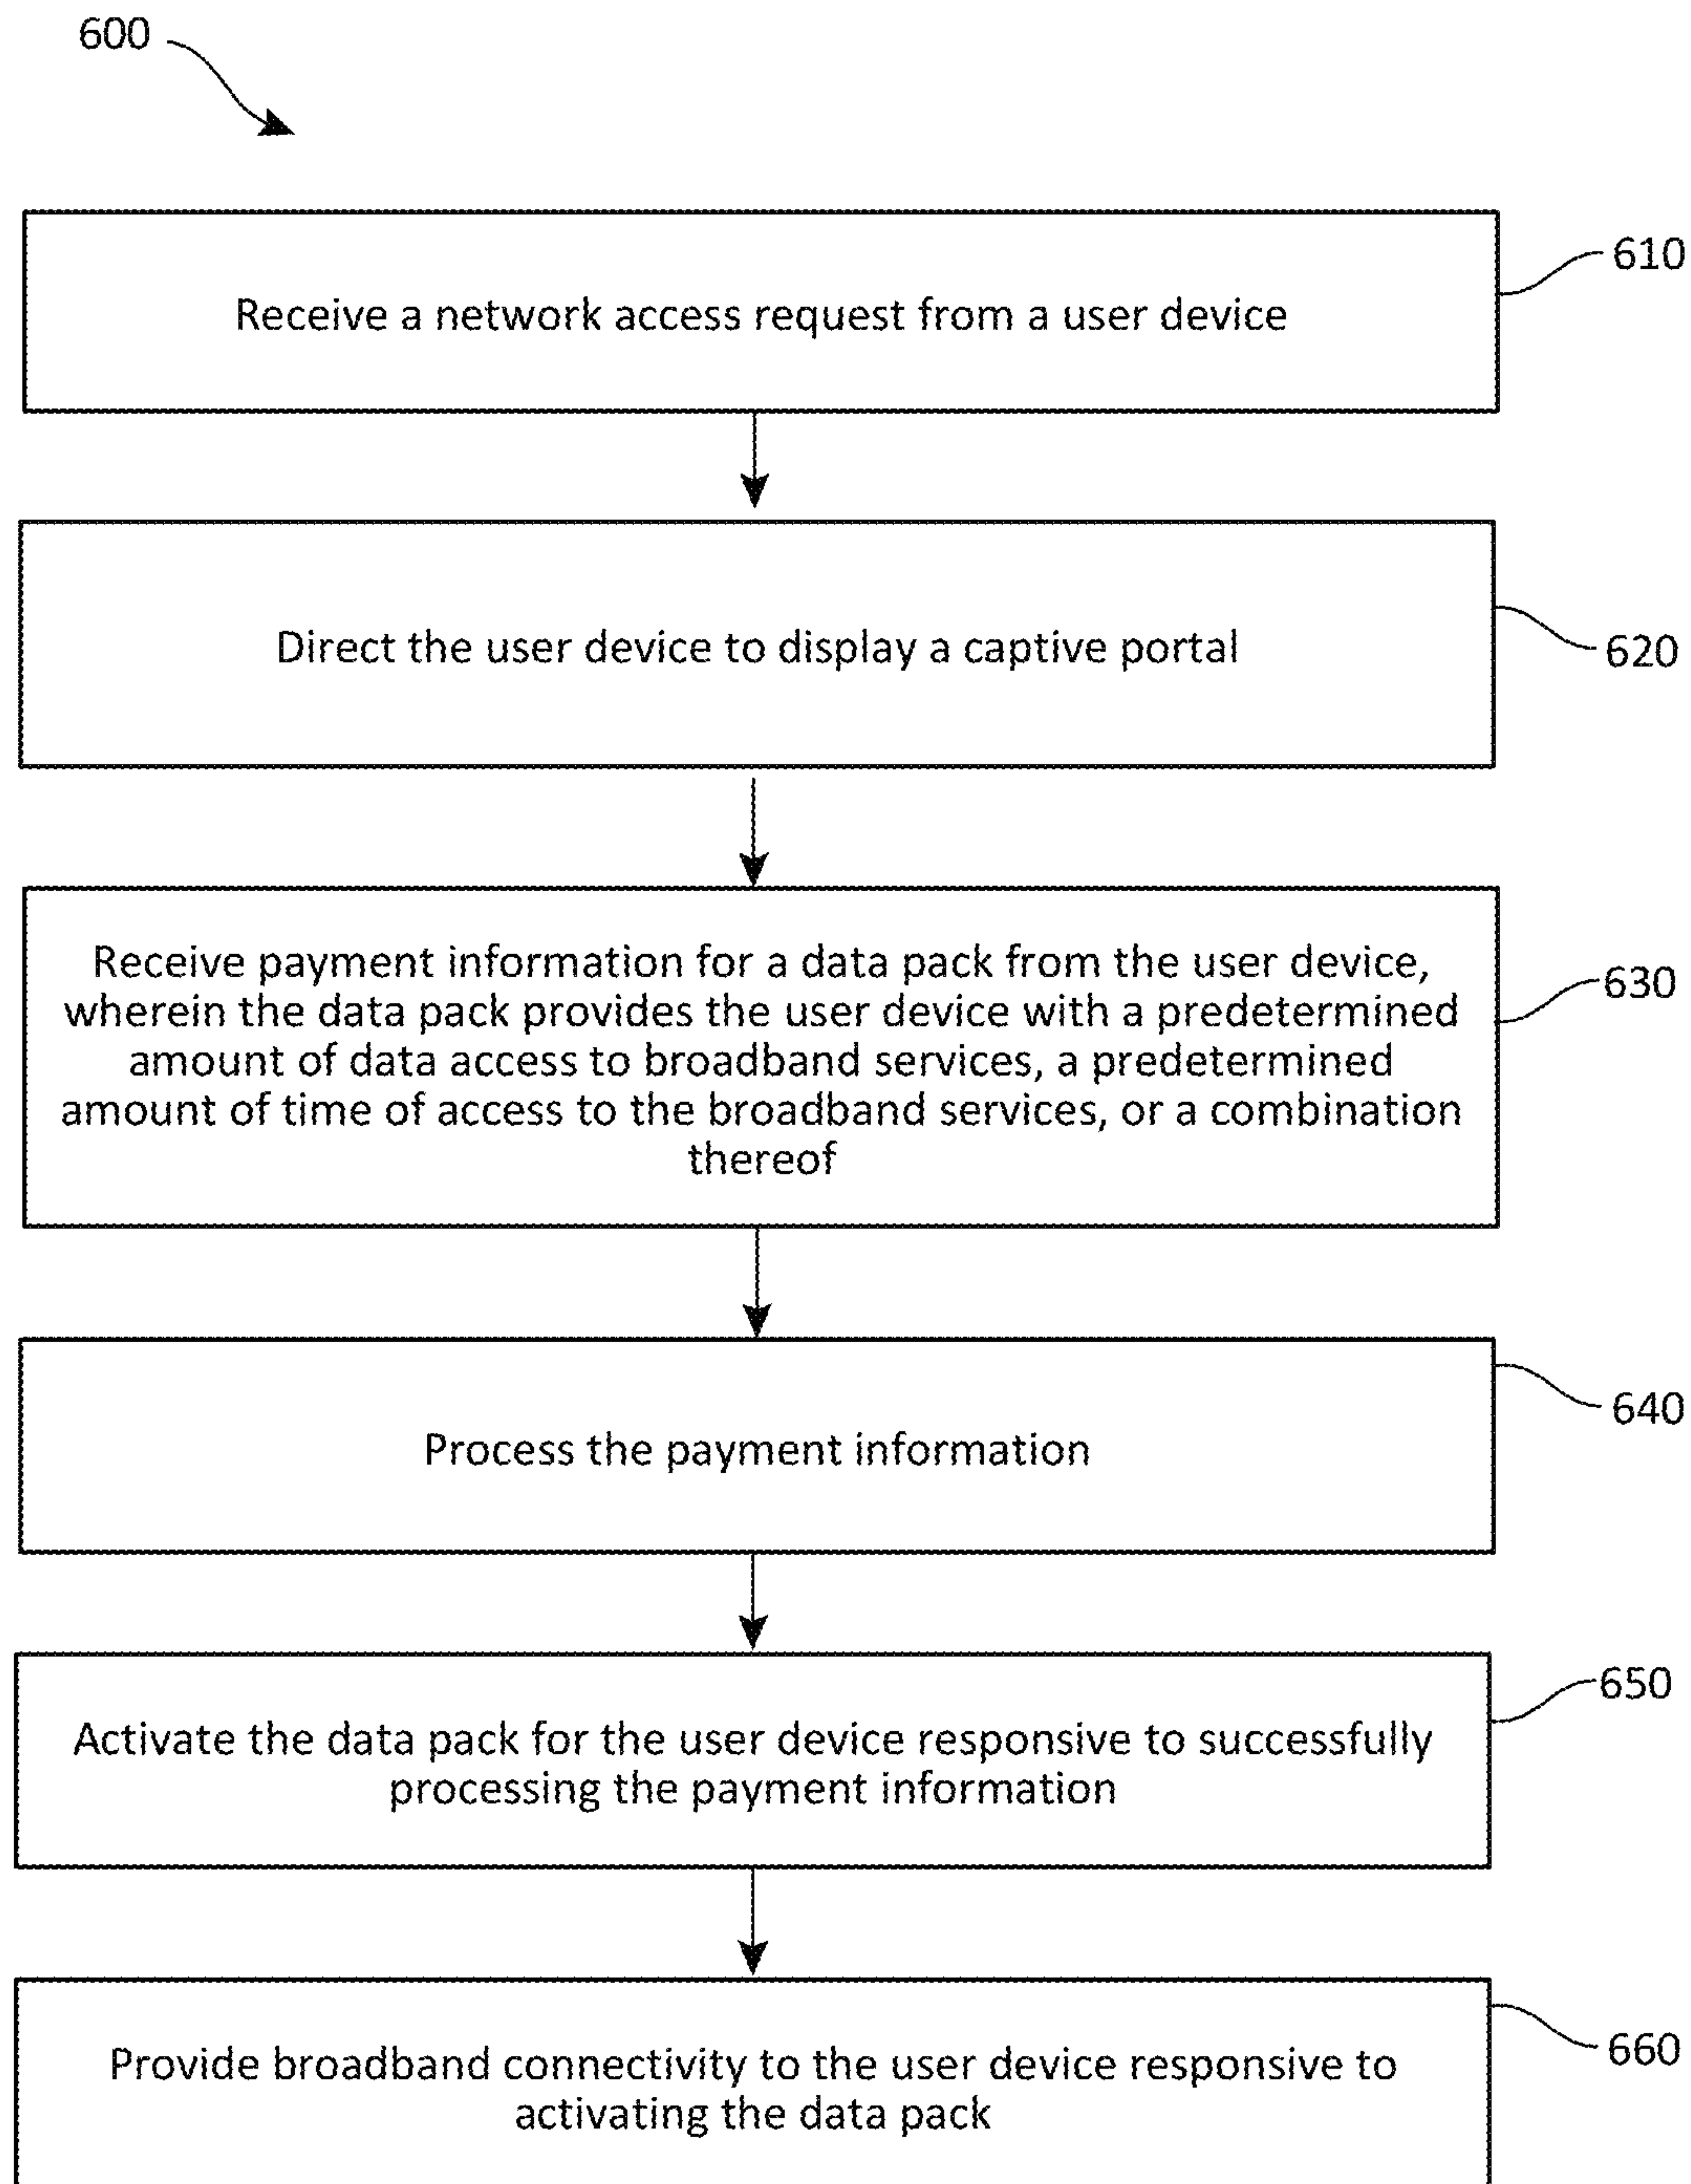 600
Receive a network access request from a user device
610
Direct the user device to display a captive portal
620
Receive payment information for a data pack from the user device,
wherein the data pack provides the user device with a predetermined
amount of data access to broadband services, a predetermined
amount of time of access to the broadband services, or a combination
thereof
630
Process the payment information
640
Activate the data pack for the user device responsive to successfully
processing the payment information
650
Provide broadband connectivity to the user device responsive to
activating the data pack
660